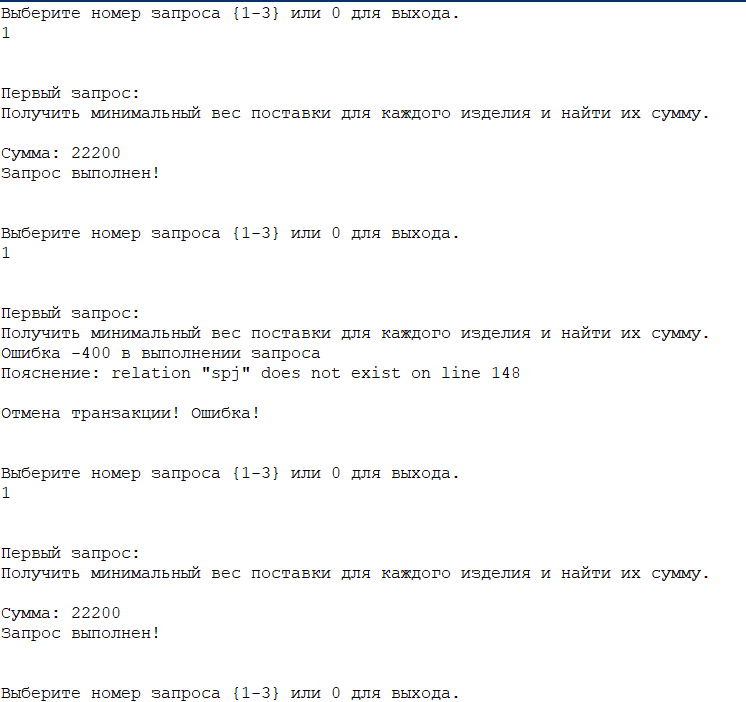 Выберите номер запроса {1-3} или 0 для выхода.
1
Первый запрос:
Получить минимальный вес поставки для каждого изделия и найти их сумму.
Сумма: 22200
Запрос выполнен!
Выберите номер запроса {1-3} или 0 для выхода.
1
Первый запрос:
Получить минимальный вес поставки для каждого изделия и найти их сумму.
Ошибка -400 в выполнении запроса
Пояснение: relation "spj" does not exist on line 148
Отмена транзакции! Ошибка!
Выберите номер запроса {1-3} или 0 для выхода.
1
Первый запрос:
Получить минимальный вес поставки для каждого изделия и найти их сумму.
Сумма: 22200
Запрос выполнен!
Выберите номер запроса {1-3} или 0 для выхода.